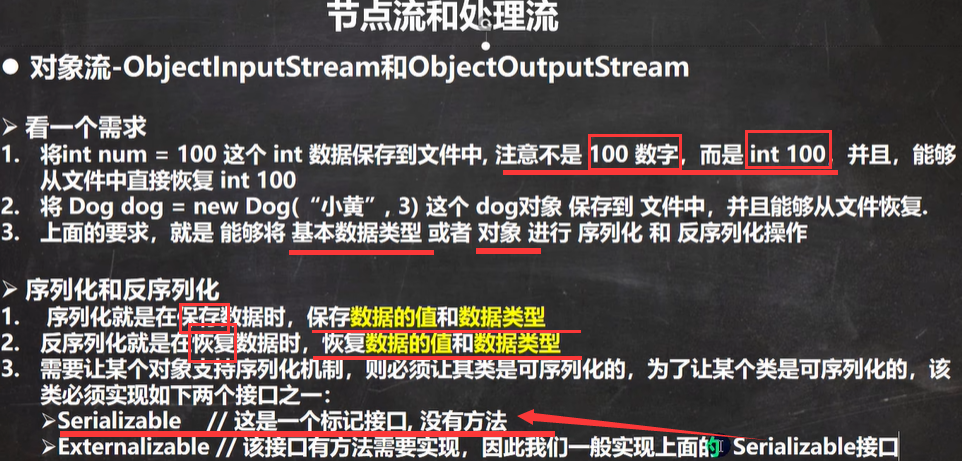 节点流和处理流
● 对象流-ObjectInputStream和ObjectOutputStream
➢ 看一个需求
1. 将int num = 100 这个 int 数据保存到文件中, 注意不是 100 数字，而是 int 100，并且，能够
从文件中直接恢复 int 100
2. 将 Dog dog = new Dog(“小黄”, 3) 这个 dog对象 保存到 文件中，并且能够从文件恢复.
3. 上面的要求，就是 能够将 基本数据类型 或者 对象 进行 序列化 和 反序列化操作
➢ 序列化和反序列化
1. 序列化就是在保存数据时，保存数据的值和数据类型
2. 反序列化就是在恢复数据时，恢复数据的值和数据类型
3. 需要让某个对象支持序列化机制，则必须让其类是可序列化的，为了让某个类是可序列化的，该
类必须实现如下两个接口之一：
➢Serializable // 这是一个标记接口, 没有方法
➢Externalizable // 该接口有方法需要实现，因此我们一般实现上面的 Serializable接口